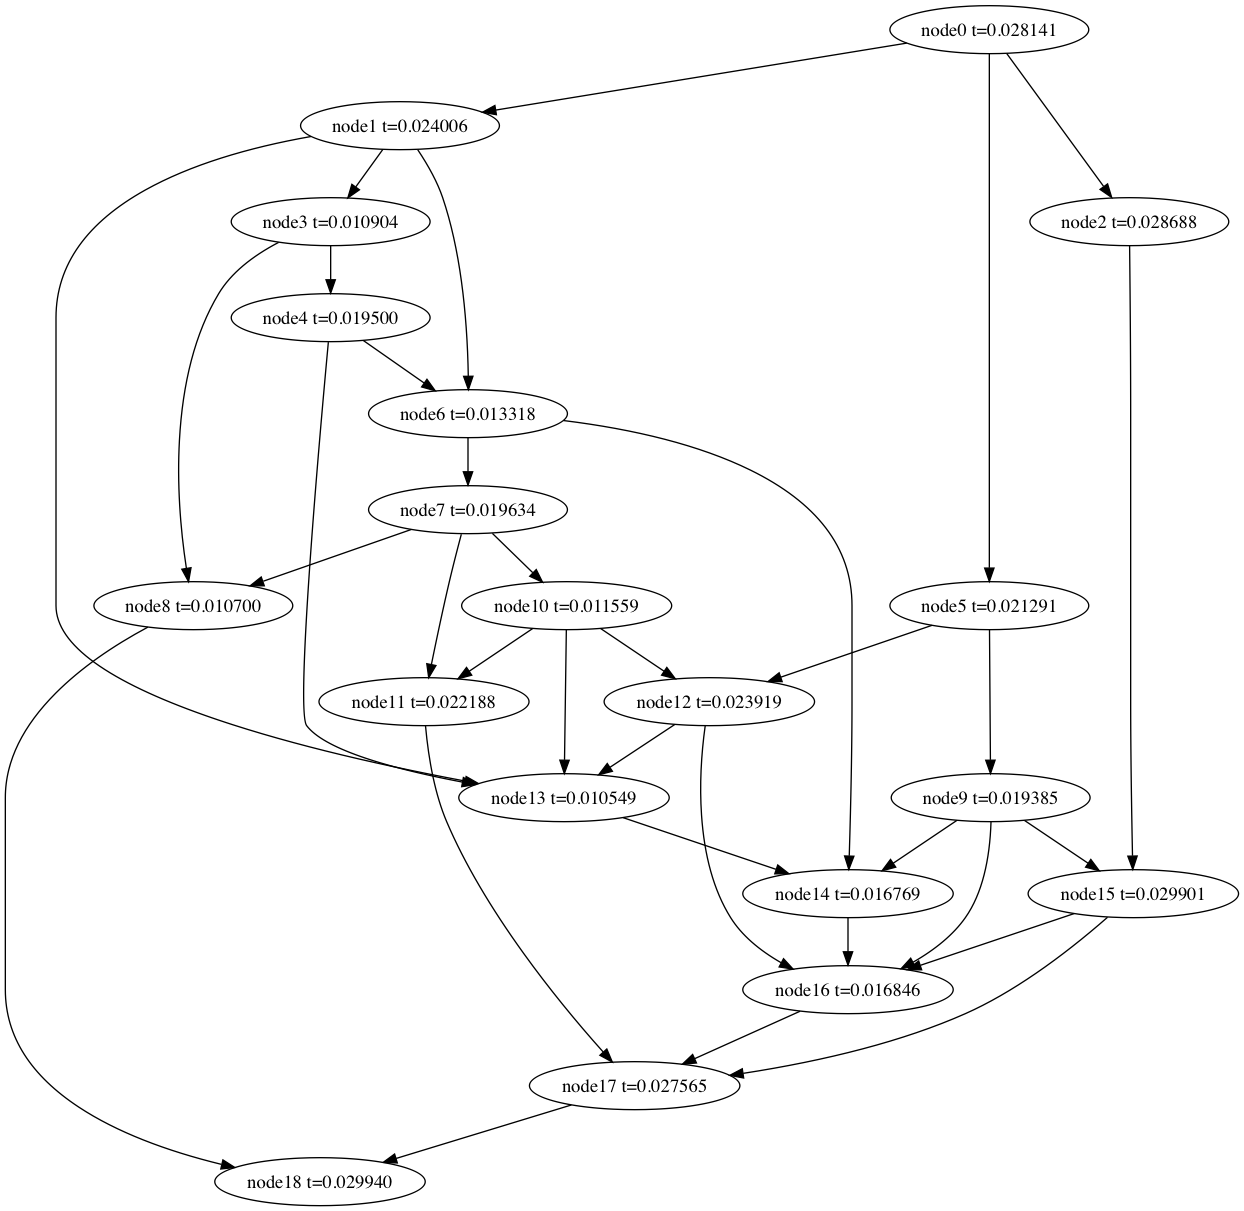 node0 t=0.028141
node1 t=0.024006
node3 t=0.010904
node2 t=0.028688
node4 t=0.019500
node6 t=0.013318
node7 t=0.019634
node8 t=0.010700
node10 t=0.011559
node5 t=0.021291
node11 t=0.022188
node12 t=0.023919
node13 t=0.010549
node9 t=0.019385
node14 t=0.016769
node15 t=0.029901
node16 t=0.016846
node17 t=0.027565
node18 t=0.029940